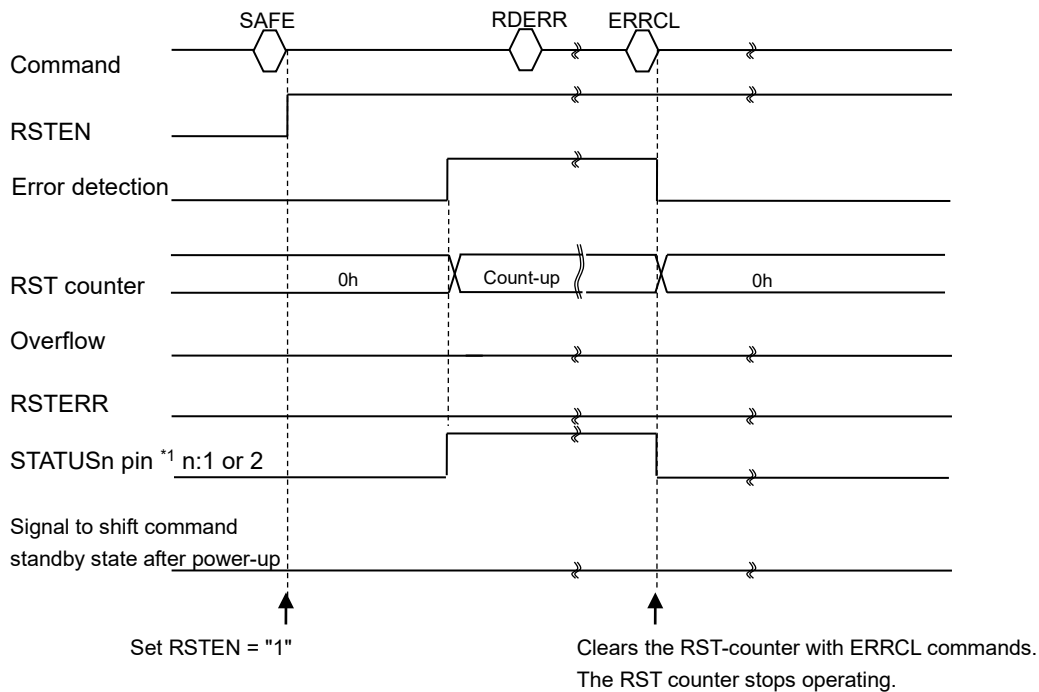 SAFE RDERR ERRCL
Command
RSTEN
Error detection
RST counter 0h Count-up 0h
Overflow
RSTERR
STATUSn pin *1 n:1 or 2
Signal to shift command
standby state after power-up
Set RSTEN = "1"
Clears the RST-counter with ERRCL commands.
The RST counter stops operating.